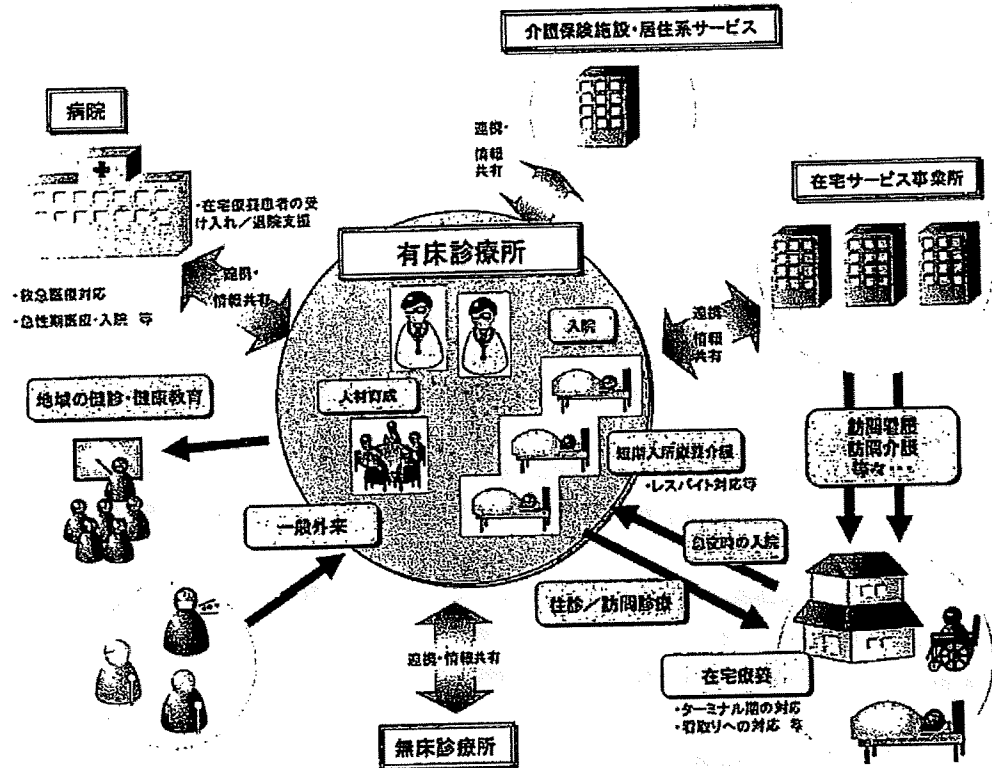 介護保険施設・居住系サービス
病院
連携・
情報
共有
在宅サービス事業所
・在宅療養患者の受
け入れ/退院支援
有床診療所
連携・
情報共有
・救急医療対応
・急性期医療・入院 等
入院
連携・
情報
共有
地域の健診・健康教育
人材育成
訪問看護
訪問介護
等々・・・
短期入所療養介護
・レスパイト対応等
一般外来
急変時の入院
往診/訪問診療
連携・情報共有
在宅療養
・ターミナル期の対応
・看取りへの対応 等
無床診療所